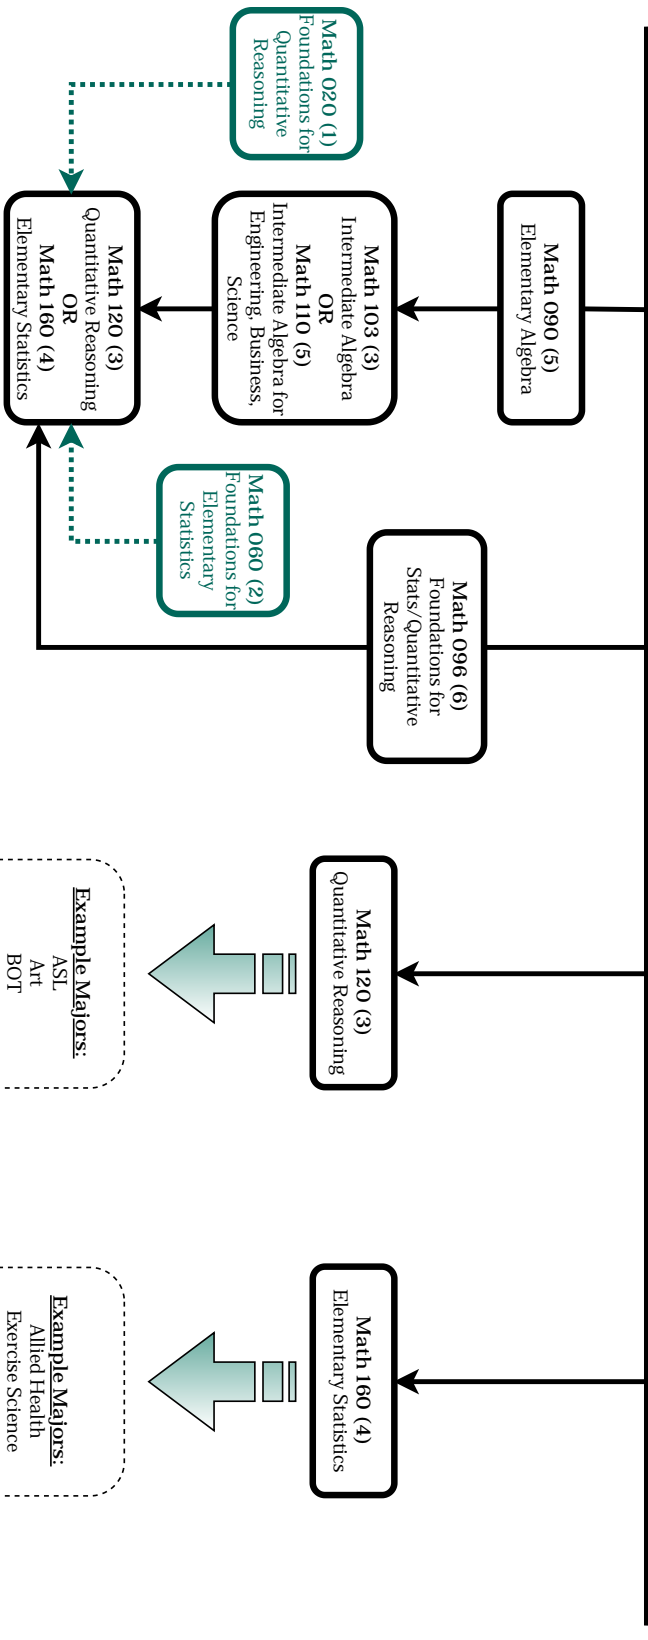 Math 020 (1)
Foundations for
Quantitative
Reasoning
Math 090 (5)
Elementary Algebra
Math 103 (3)
Intermediate Algebra
OR
Math 110 (5)
Intermediate Algebra for
Engineering, Business,
Science
Math 120 (3)
Quantitative Reasoning
OR
Math 160 (4)
Elementary Statistics
Math 060 (2)
Foundations for
Elementary
Statistics
Math 096 (6)
Foundations for
Stats/Quantitative
Reasoning
Math 120 (3)
Quantitative Reasoning
Example Majors:
ASL
Art
BOT
Math 160 (4)
Elementary Statistics
Example Majors:
Allied Health
Exercise Science